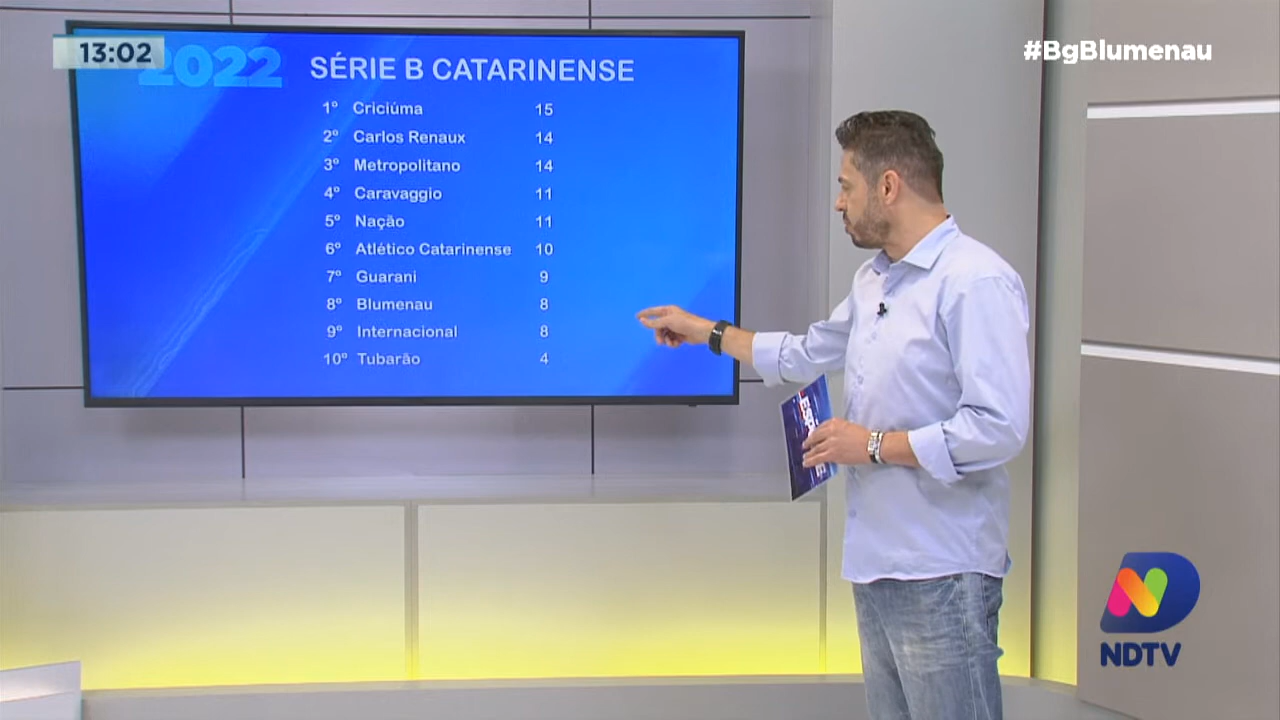 13:02
2022
SÉRIE B CATARINENSE
#BgBlumenau
1º Criciúma 15
2º Carlos Renaux 14
3º Metropolitano 14
4º Caravaggio 11
5º Nação 11
6º Atlético Catarinense 10
7º Guarani 9
8º Blumenau 8
9º Internacional 8
10º Tubarão 4
NDTV